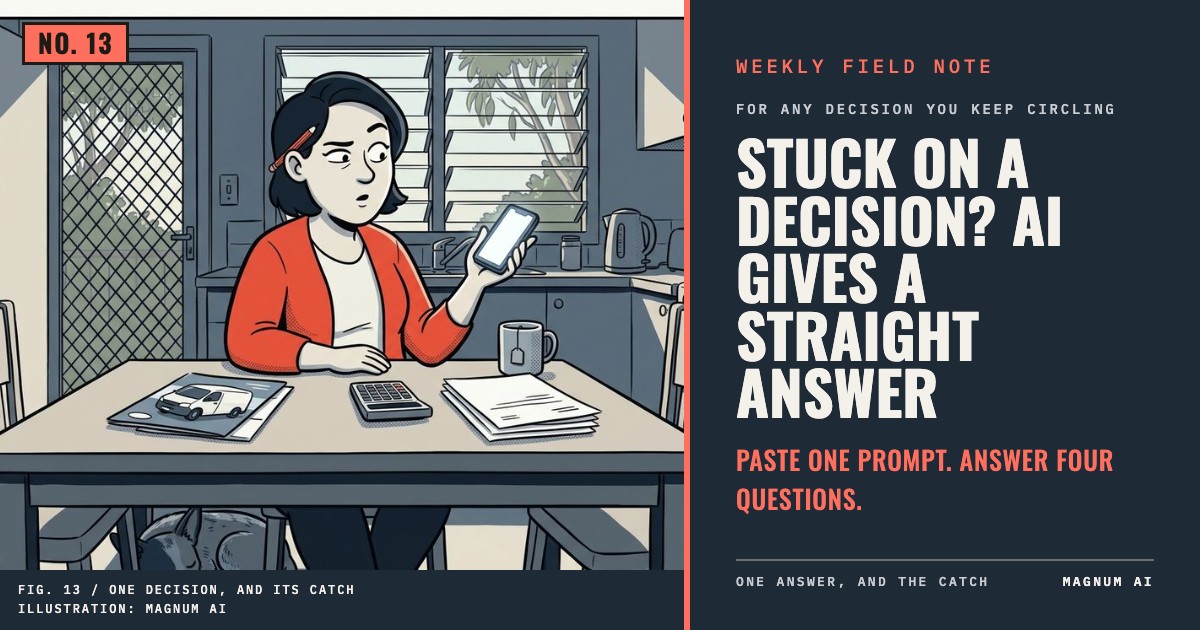 NO. 13
FIG. 13 / ONE DECISION, AND ITS CATCH
ILLUSTRATION: MAGNUM AI
WEEKLY FIELD NOTE
FOR ANY DECISION YOU KEEP CIRCLING
STUCK ON A
DECISION? AI
GIVES A
STRAIGHT
ANSWER
PASTE ONE PROMPT. ANSWER FOUR
QUESTIONS.
ONE ANSWER, AND THE CATCH
MAGNUM AI